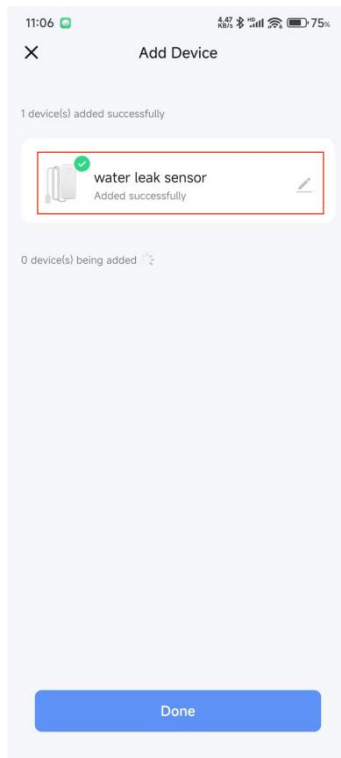 11:06 4.47 KB/s HD 75%
Add Device
1 device(s) added successfully
water leak sensor
Added successfully
0 device(s) being added
Done